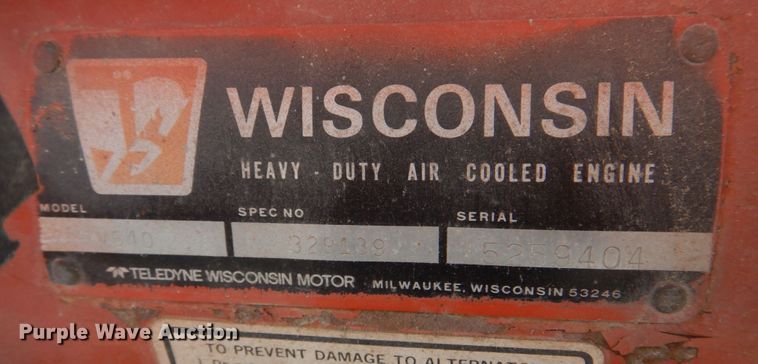 WISCONSIN
HEAVY - DUTY AIR COOLED ENGINE
MODEL SPEC NO SERIAL
329139 5259404
TELEDYNE WISCONSIN MOTOR MILWAUKEE, WISCONSIN 53246
Purple Wave Auction
TO PREVENT DAMAGE TO